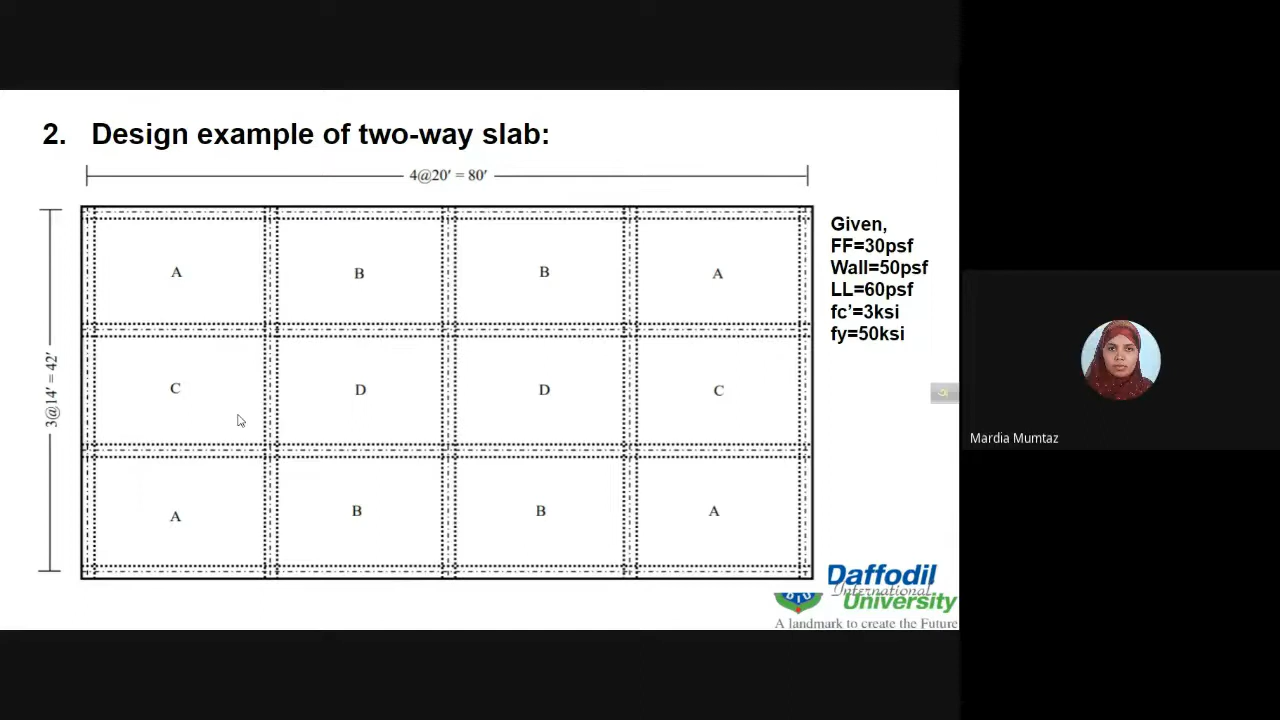 2. Design example of two-way slab:
4@20′ = 80′
3@14′ = 42′
A B B A
C D D C
A B B A
Given,
FF=30psf
Wall=50psf
LL=60psf
fc’=3ksi
fy=50ksi
Mardia Mumtaz
Daffodil
International
University
DIU
A landmark to create the Future